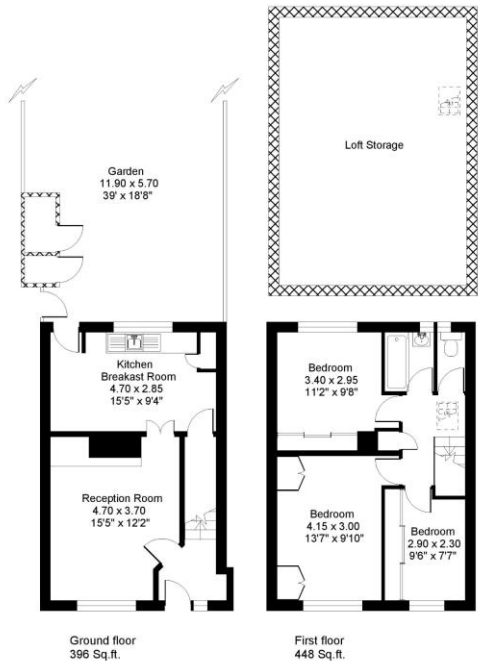 Garden
11.90 x 5.70
39' x 18'8"
Loft Storage
Kitchen
Breakast Room
4.70 x 2.85
15'5" x 9'4"
Reception Room
4.70 x 3.70
15'5" x 12'2"
Ground floor
396 Sq.ft.
Bedroom
3.40 x 2.95
11'2" x 9'8"
Bedroom
4.15 x 3.00
13'7" x 9'10"
Bedroom
2.90 x 2.30
9'6" x 7'7"
First floor
448 Sq.ft.